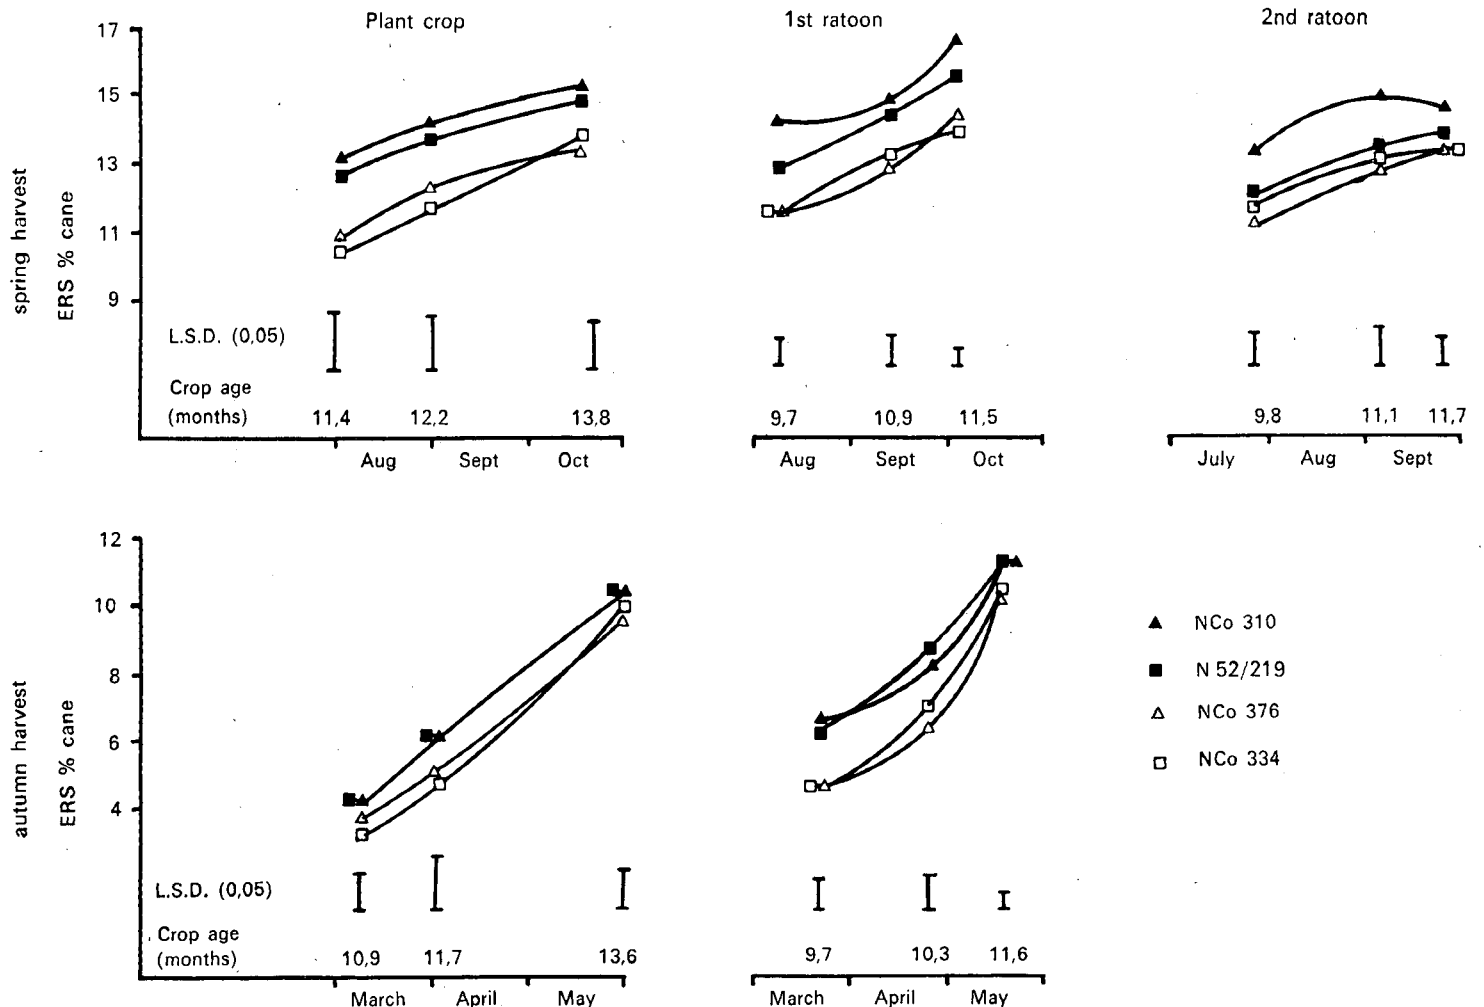 Plant crop 1st ratoon 2nd ratoon
17
15
13
11
9
spring harvest
ERS % cane
L.S.D. (0,05)
Crop age
(months) 11,4 12,2 13,8 9,7 10,9 11,5 9,8 11,1 11,7
Aug Sept Oct Aug Sept Oct July Aug Sept
12
10
8
6
4
autumn harvest
ERS % cane
NCo 310
N 52/219
NCo 376
NCo 334
L.S.D. (0,05)
Crop age
(months) 10,9 11,7 13,6 9,7 10,3 11,6
March April May March April May